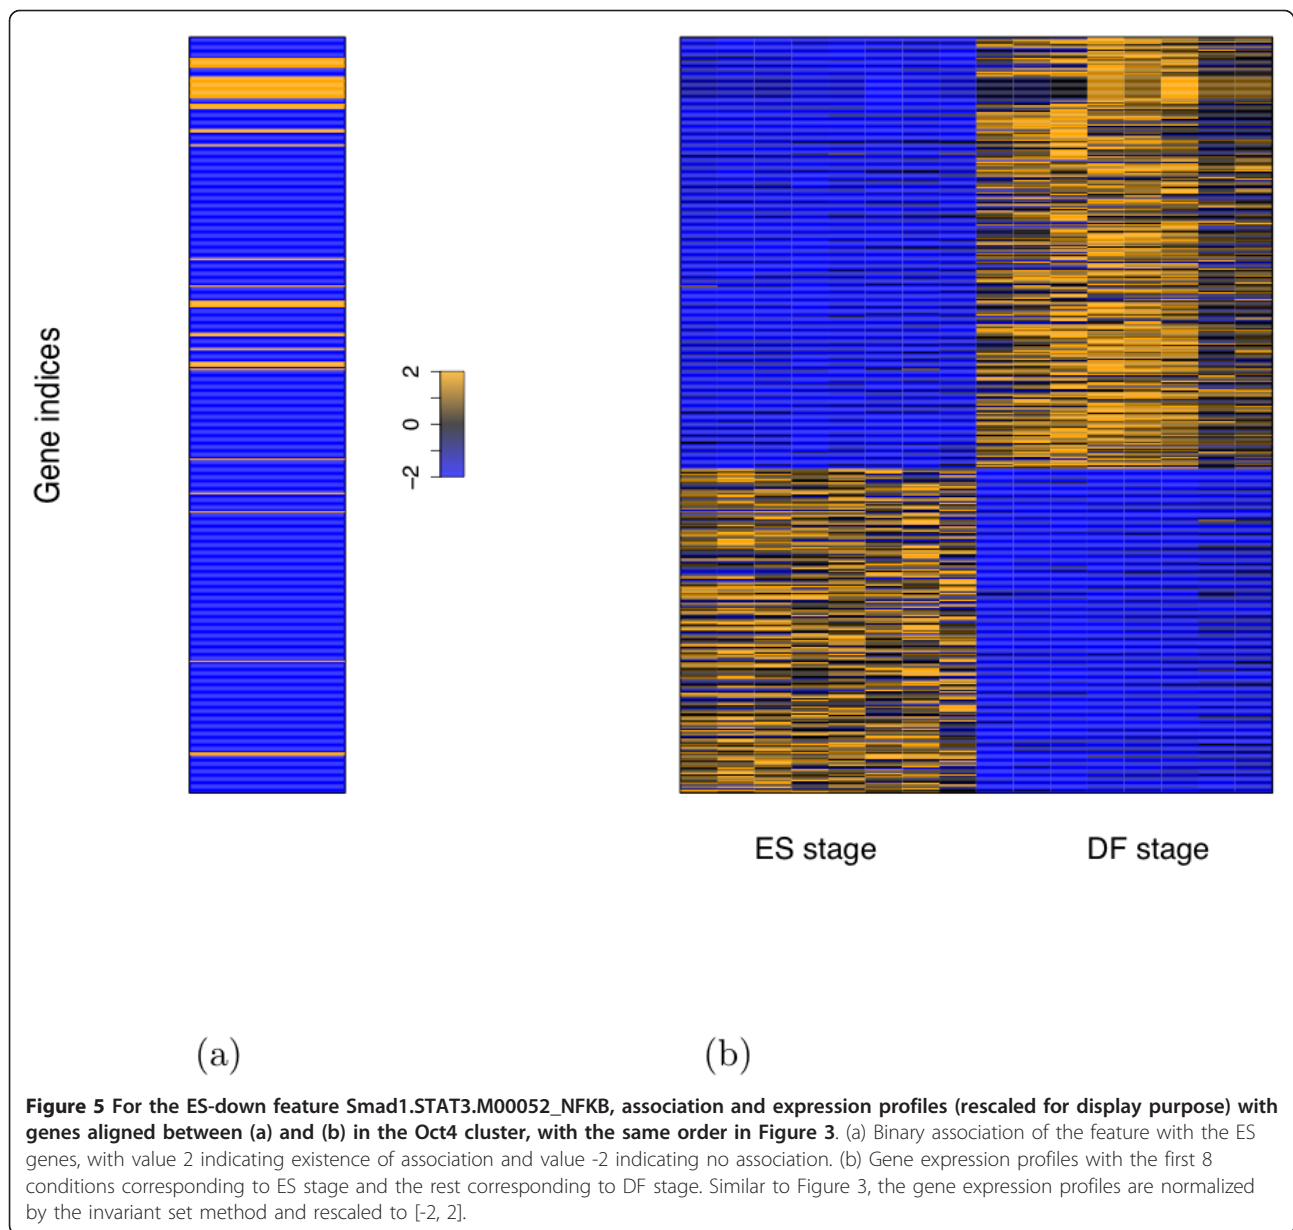 Gene indices
2
0
−2
ES stage
DF stage
(a)
(b)
Figure 5 For the ES-down feature Smad1.STAT3.M00052_NFKB, association and expression profiles (rescaled for display purpose) with
genes aligned between (a) and (b) in the Oct4 cluster, with the same order in Figure 3. (a) Binary association of the feature with the ES
genes, with value 2 indicating existence of association and value -2 indicating no association. (b) Gene expression profiles with the first 8
conditions corresponding to ES stage and the rest corresponding to DF stage. Similar to Figure 3, the gene expression profiles are normalized
by the invariant set method and rescaled to [-2, 2].